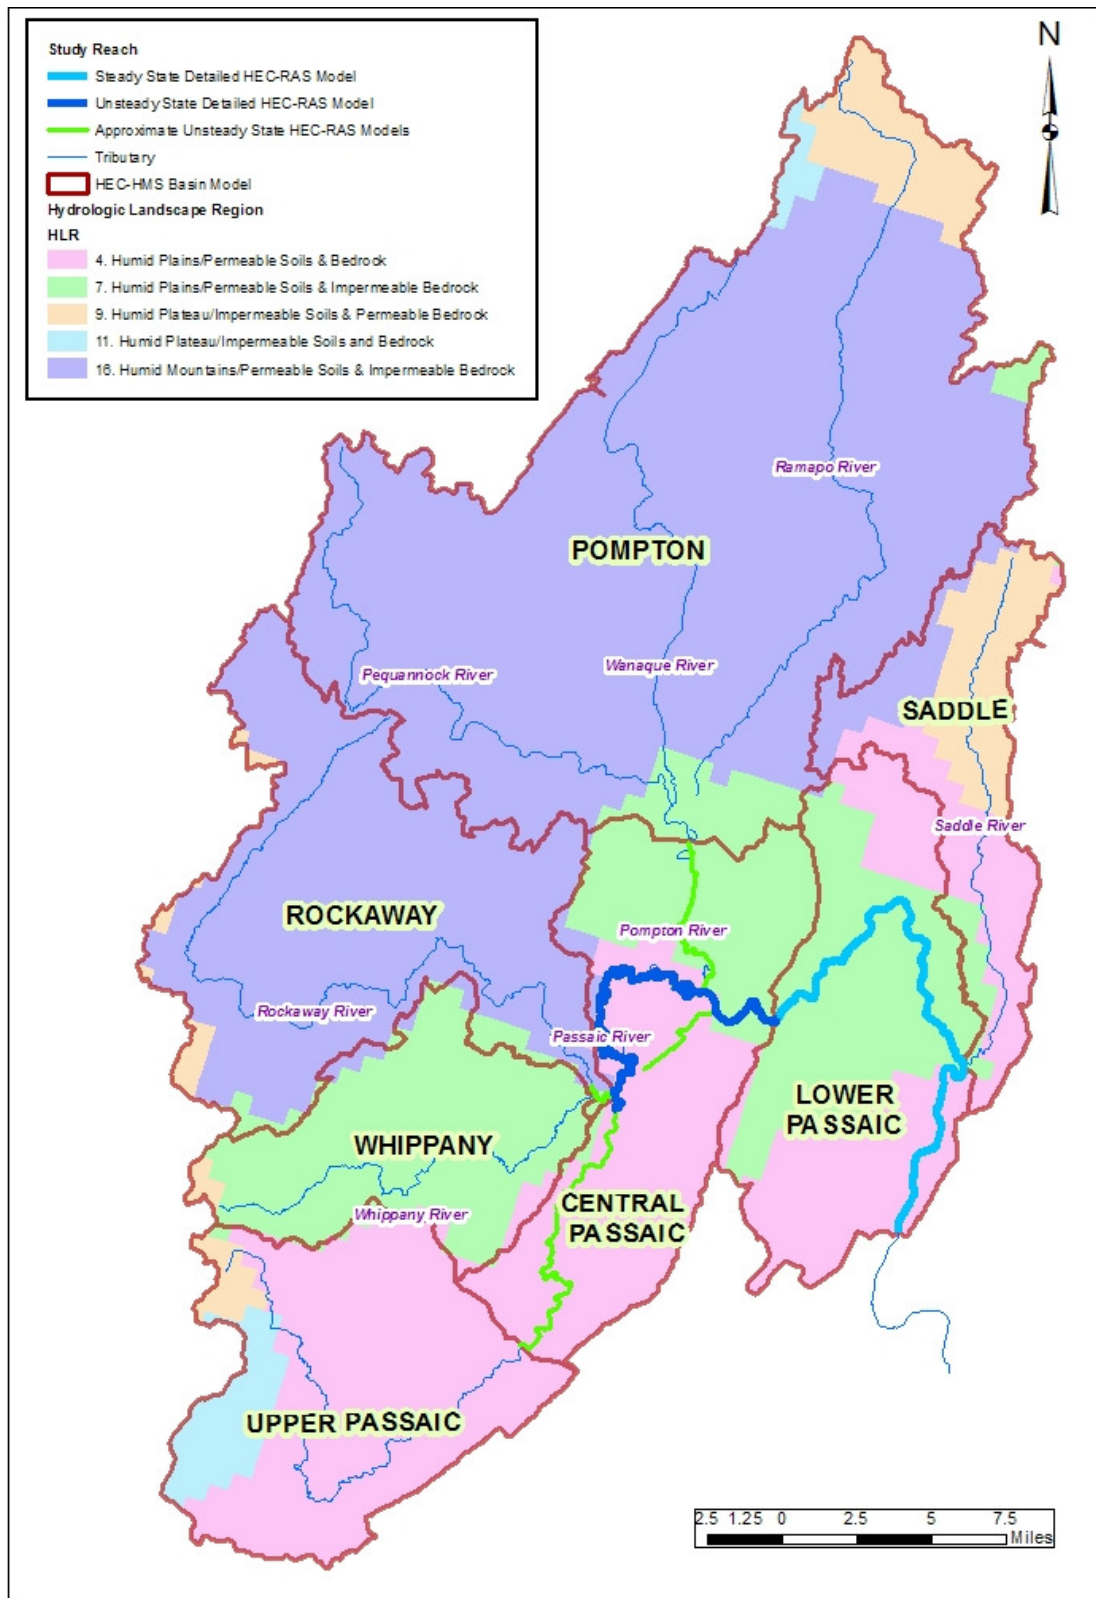 Study Reach
Steady State Detailed HEC-RAS Model
Unsteady State Detailed HEC-RAS Model
Approximate Unsteady State HEC-RAS Models
Tributary
HEC-HMS Basin Model
Hydrologic Landscape Region
HLR
4. Humid Plains/Permeable Soils & Bedrock
7. Humid Plains/Permeable Soils & Impermeable Bedrock
9. Humid Plateau/Impermeable Soils & Permeable Bedrock
11. Humid Plateau/Impermeable Soils and Bedrock
16. Humid Mountains/Permeable Soils & Impermeable Bedrock
N
Ramapo River
POMPTON
Wanaque River
Pequannock River
SADDLE
Saddle River
ROCKAWAY
Pompton River
Rockaway River
Passaic River
LOWER
PASSAIC
WHIPPANY
CENTRAL
PASSAIC
Whippany River
UPPER PASSAIC
2.5 1.25 0 2.5 5 7.5
Miles